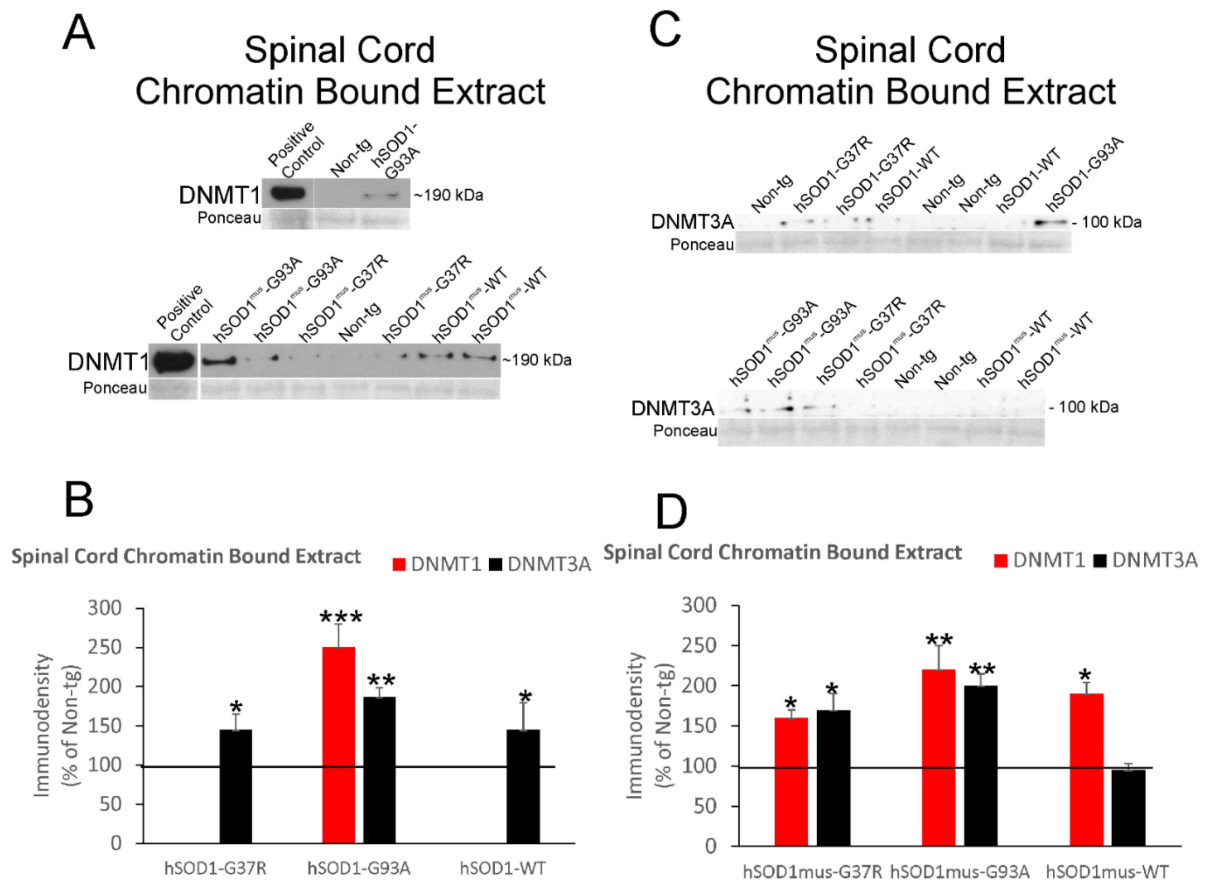 A
Spinal Cord
Chromatin Bound Extract
Positive Control
Non-tg
hSOD1-G93A
DNMT1
~190 kDa
Ponceau
Positive Control
hSOD1mus-G93A
hSOD1mus-G93A
hSOD1mus-G37R
Non-tg
hSOD1mus-G37R
hSOD1mus-WT
hSOD1mus-WT
DNMT1
~190 kDa
Ponceau
C
Spinal Cord
Chromatin Bound Extract
Non-tg
hSOD1-G37R
hSOD1-G37R
hSOD1-WT
Non-tg
Non-tg
hSOD1-WT
hSOD1-G93A
DNMT3A
- 100 kDa
Ponceau
hSOD1mus-G93A
hSOD1mus-G93A
hSOD1mus-G37R
hSOD1mus-G37R
Non-tg
Non-tg
hSOD1mus-WT
hSOD1mus-WT
DNMT3A
- 100 kDa
Ponceau
B
Spinal Cord Chromatin Bound Extract
DNMT1 DNMT3A
Immunodensity
(% of Non-tg)
300
250
200
150
100
50
0
*
***
**
*
hSOD1-G37R hSOD1-G93A hSOD1-WT
D
Spinal Cord Chromatin Bound Extract
DNMT1 DNMT3A
Immunodensity
(% of Non-tg)
300
250
200
150
100
50
0
*
*
**
**
*
hSOD1mus-G37R hSOD1mus-G93A hSOD1mus-WT